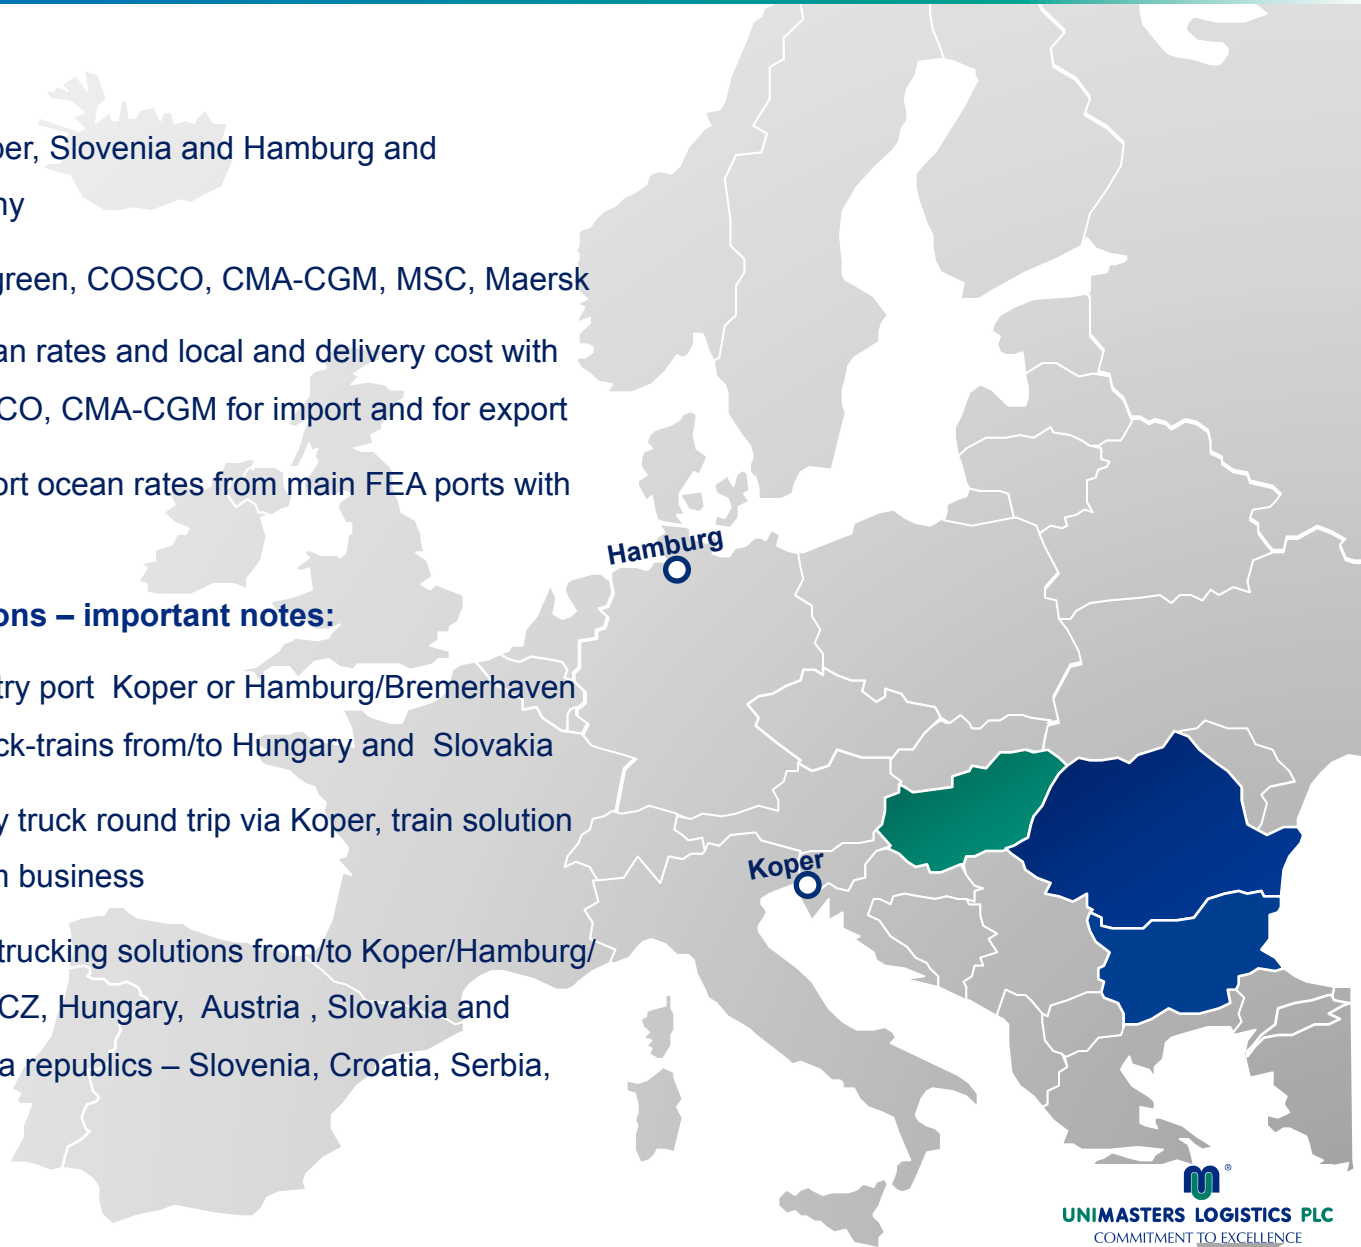 per, Slovenia and Hamburg and
ny
green, COSCO, CMA-CGM, MSC, Maersk
an rates and local and delivery cost with
CO, CMA-CGM for import and for export
ort ocean rates from main FEA ports with
Hamburg
ons – important notes:
try port Koper or Hamburg/Bremerhaven
ck-trains from/to Hungary and Slovakia
y truck round trip via Koper, train solution
n business
Koper
trucking solutions from/to Koper/Hamburg/
CZ, Hungary, Austria , Slovakia and
a republics – Slovenia, Croatia, Serbia,
®
UNIMASTERS LOGISTICS PLC
COMMITMENT TO EXCELLENCE